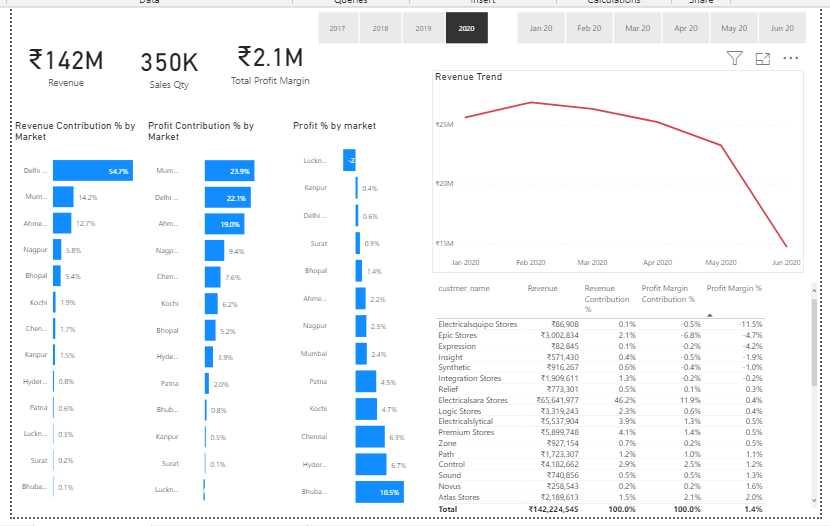 Data Queries Insert Calculations Share
2017 2018 2019 2020 Jan 20 Feb 20 Mar 20 Apr 20 May 20 Jun 20
₹142M
Revenue
350K
Sales Qty
₹2.1M
Total Profit Margin
Revenue Contribution % by Market
Delhi ... 54.7%
Mum... 14.2%
Ahme... 12.7%
Nagpur 5.8%
Bhopal 5.4%
Kochi 1.9%
Chen... 1.7%
Kanpur 1.5%
Hyder... 0.8%
Patna 0.6%
Luckn... 0.3%
Surat 0.2%
Bhuba... 0.1%
Profit Contribution % by Market
Mum... 23.9%
Delhi ... 22.1%
Ahm... 19.0%
Nagp... 9.4%
Chen... 7.6%
Kochi 6.2%
Bhopal 5.2%
Hyde... 3.9%
Patna 2.0%
Bhub... 0.8%
Kanpur 0.5%
Surat 0.1%
Luckn...
Profit % by market
Luckn... -2
Kanpur 0.4%
Delhi ... 0.6%
Surat 0.9%
Bhopal 1.4%
Ahme... 2.2%
Nagpur 2.3%
Mumbai 2.4%
Patna 4.5%
Kochi 4.7%
Chennai 6.3%
Hyder... 6.7%
Bhuba... 10.5%
Revenue Trend
₹25M
₹20M
₹15M
Jan 2020 Feb 2020 Mar 2020 Apr 2020 May 2020 Jun 2020
custmer_name Revenue Revenue Contribution % Profit Margin Contribution % Profit Margin %
Electricalsquipo Stores ₹86,908 0.1% -0.5% -11.5%
Epic Stores ₹3,002,834 2.1% -6.8% -4.7%
Expression ₹82,845 0.1% -0.2% -4.2%
Insight ₹571,430 0.4% -0.5% -1.9%
Synthetic ₹916,267 0.6% -0.4% -1.0%
Integration Stores ₹1,909,611 1.3% -0.2% -0.2%
Relief ₹773,301 0.5% 0.1% 0.3%
Electricalsara Stores ₹65,641,977 46.2% 11.9% 0.4%
Logic Stores ₹3,319,243 2.3% 0.6% 0.4%
Electricalslytical ₹5,537,904 3.9% 1.3% 0.5%
Premium Stores ₹5,899,748 4.1% 1.4% 0.5%
Zone ₹927,154 0.7% 0.2% 0.5%
Path ₹1,723,307 1.2% 1.0% 1.1%
Control ₹4,182,662 2.9% 2.5% 1.2%
Sound ₹740,856 0.5% 0.5% 1.3%
Novus ₹258,543 0.2% 0.2% 1.6%
Atlas Stores ₹2,189,613 1.5% 2.1% 2.0%
Total ₹142,224,545 100.0% 100.0% 1.4%